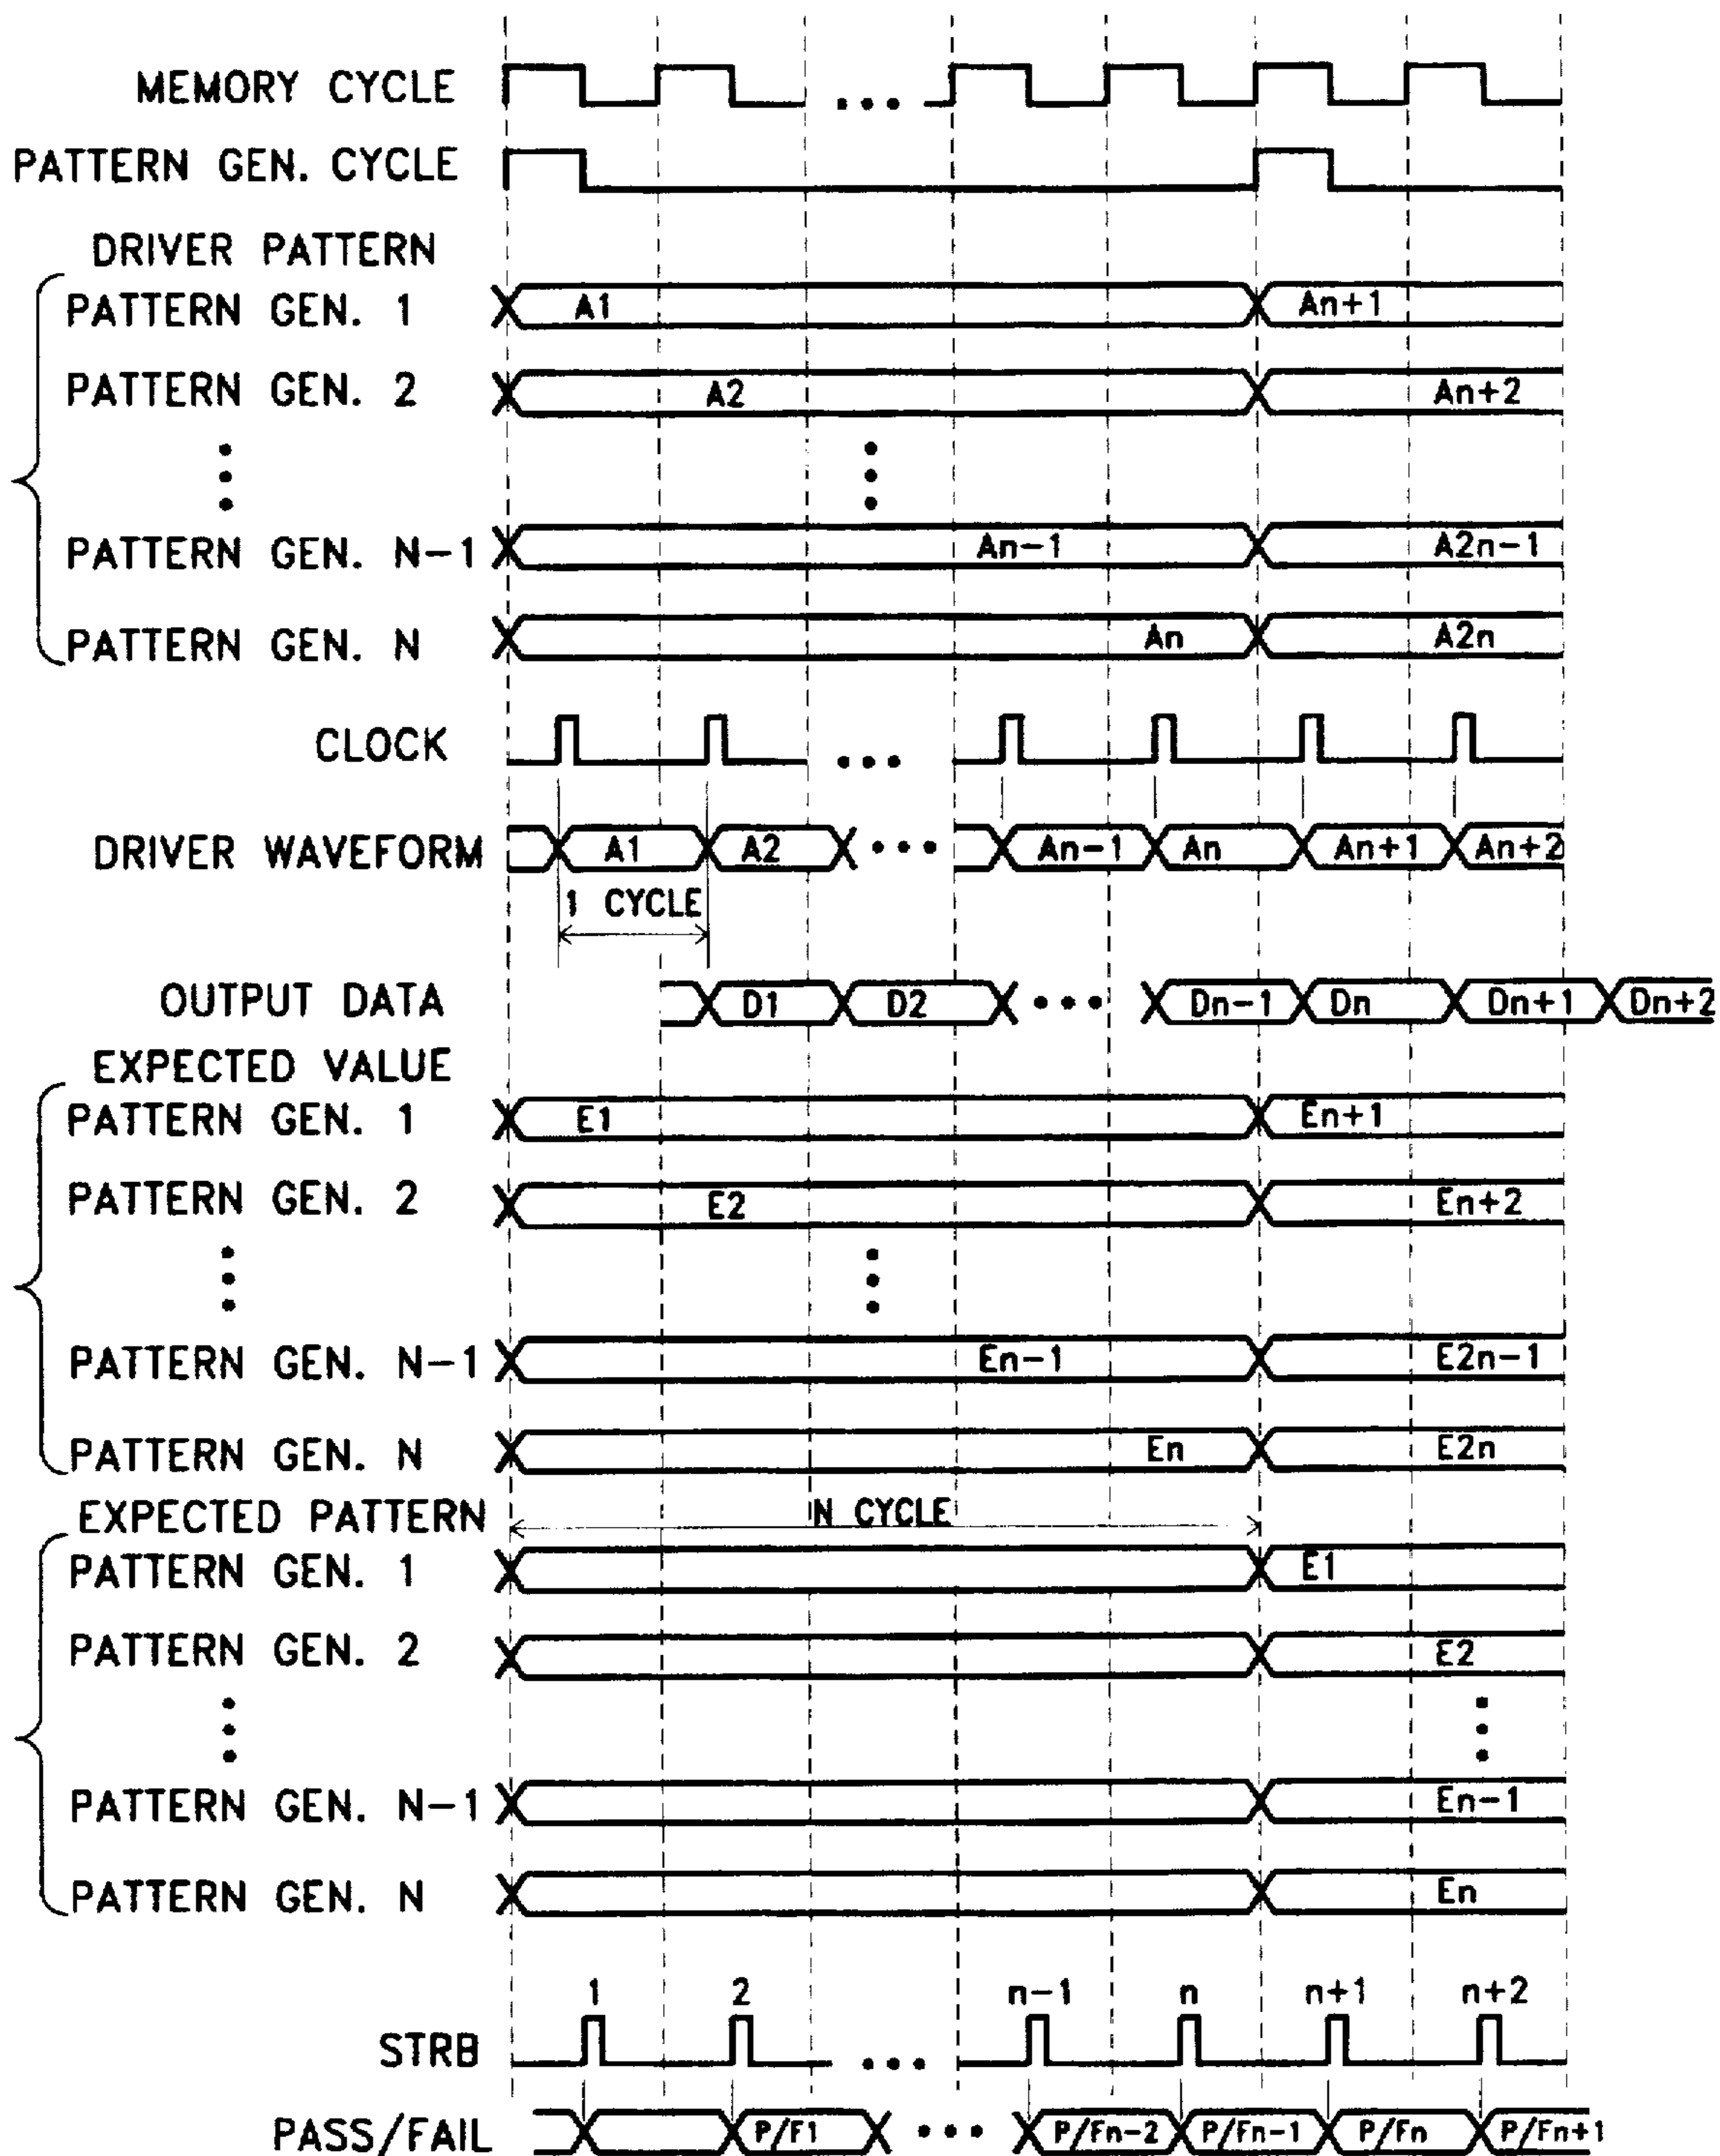 MEMORY CYCLE
PATTERN GEN. CYCLE
DRIVER PATTERN
PATTERN GEN. 1 A1 An+1
PATTERN GEN. 2 A2 An+2
PATTERN GEN. N-1 An-1 A2n-1
PATTERN GEN. N An A2n
CLOCK
DRIVER WAVEFORM A1 A2 An-1 An An+1 An+2
1 CYCLE
OUTPUT DATA D1 D2 Dn-1 Dn Dn+1 Dn+2
EXPECTED VALUE
PATTERN GEN. 1 E1 En+1
PATTERN GEN. 2 E2 En+2
PATTERN GEN. N-1 En-1 E2n-1
PATTERN GEN. N En E2n
EXPECTED PATTERN N CYCLE
PATTERN GEN. 1 E1
PATTERN GEN. 2 E2
PATTERN GEN. N-1 En-1
PATTERN GEN. N En
1 2 n-1 n n+1 n+2
STRB
PASS/FAIL P/F1 P/Fn-2 P/Fn-1 P/Fn P/Fn+1